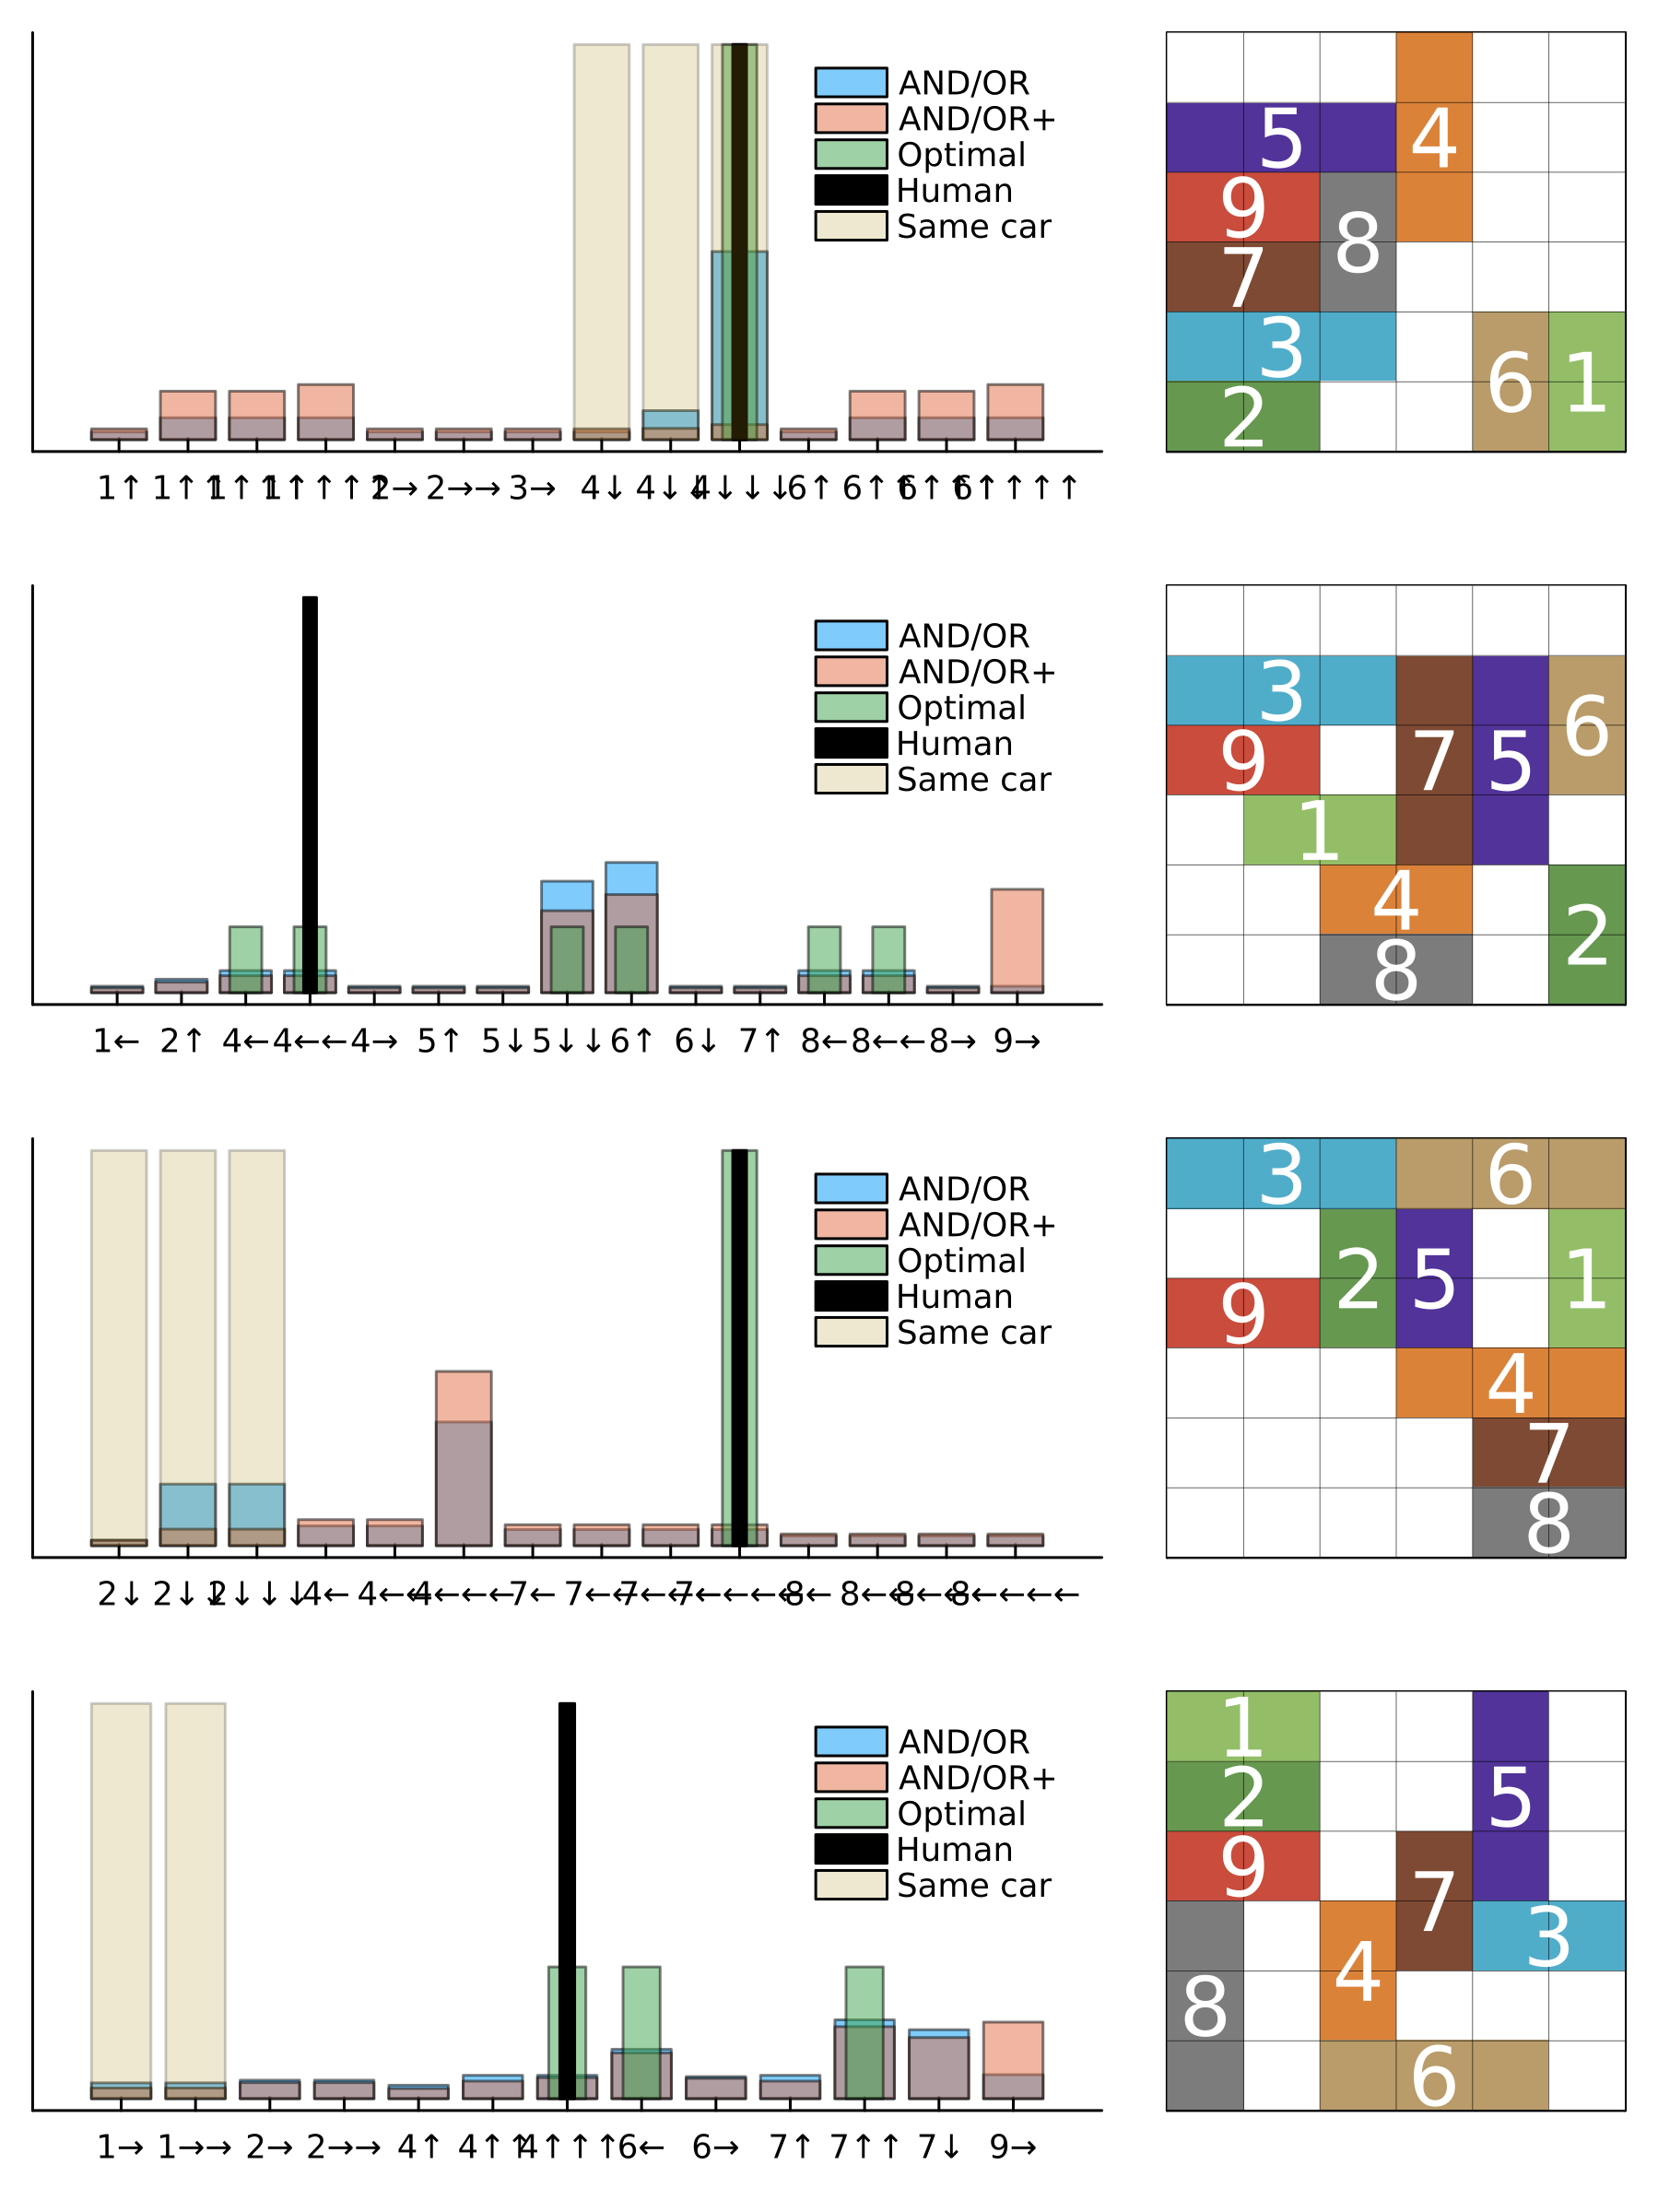 AND/OR
AND/OR+
Optimal
Human
Same car
1↑ 1↑↑ 1↑↑↑ 1↑↑↑↑ 2→ 2→→ 3→ 4↓ 4↓↓ 4↓↓↓ 6↑ 6↑↑ 6↑↑↑ 6↑↑↑↑
5 4
9 8
7
3 6 1
2
AND/OR
AND/OR+
Optimal
Human
Same car
1← 2↑ 4← 4←← 4→ 5↑ 5↓ 5↓↓ 6↑ 6↓ 7↑ 8← 8←← 8→ 9→
3 6
9 7 5
1
4 2
8
AND/OR
AND/OR+
Optimal
Human
Same car
2↓ 2↓↓ 2↓↓↓ 4← 4←← 4←←← 7← 7←← 7←←← 7←←←← 8← 8←← 8←←← 8←←←←
3 6
2 5 1
9
4
7
8
AND/OR
AND/OR+
Optimal
Human
Same car
1→ 1→→ 2→ 2→→ 4↑ 4↑↑ 4↑↑↑ 6← 6→ 7↑ 7↑↑ 7↓ 9→
1
2 5
9 7
4 3
8
6